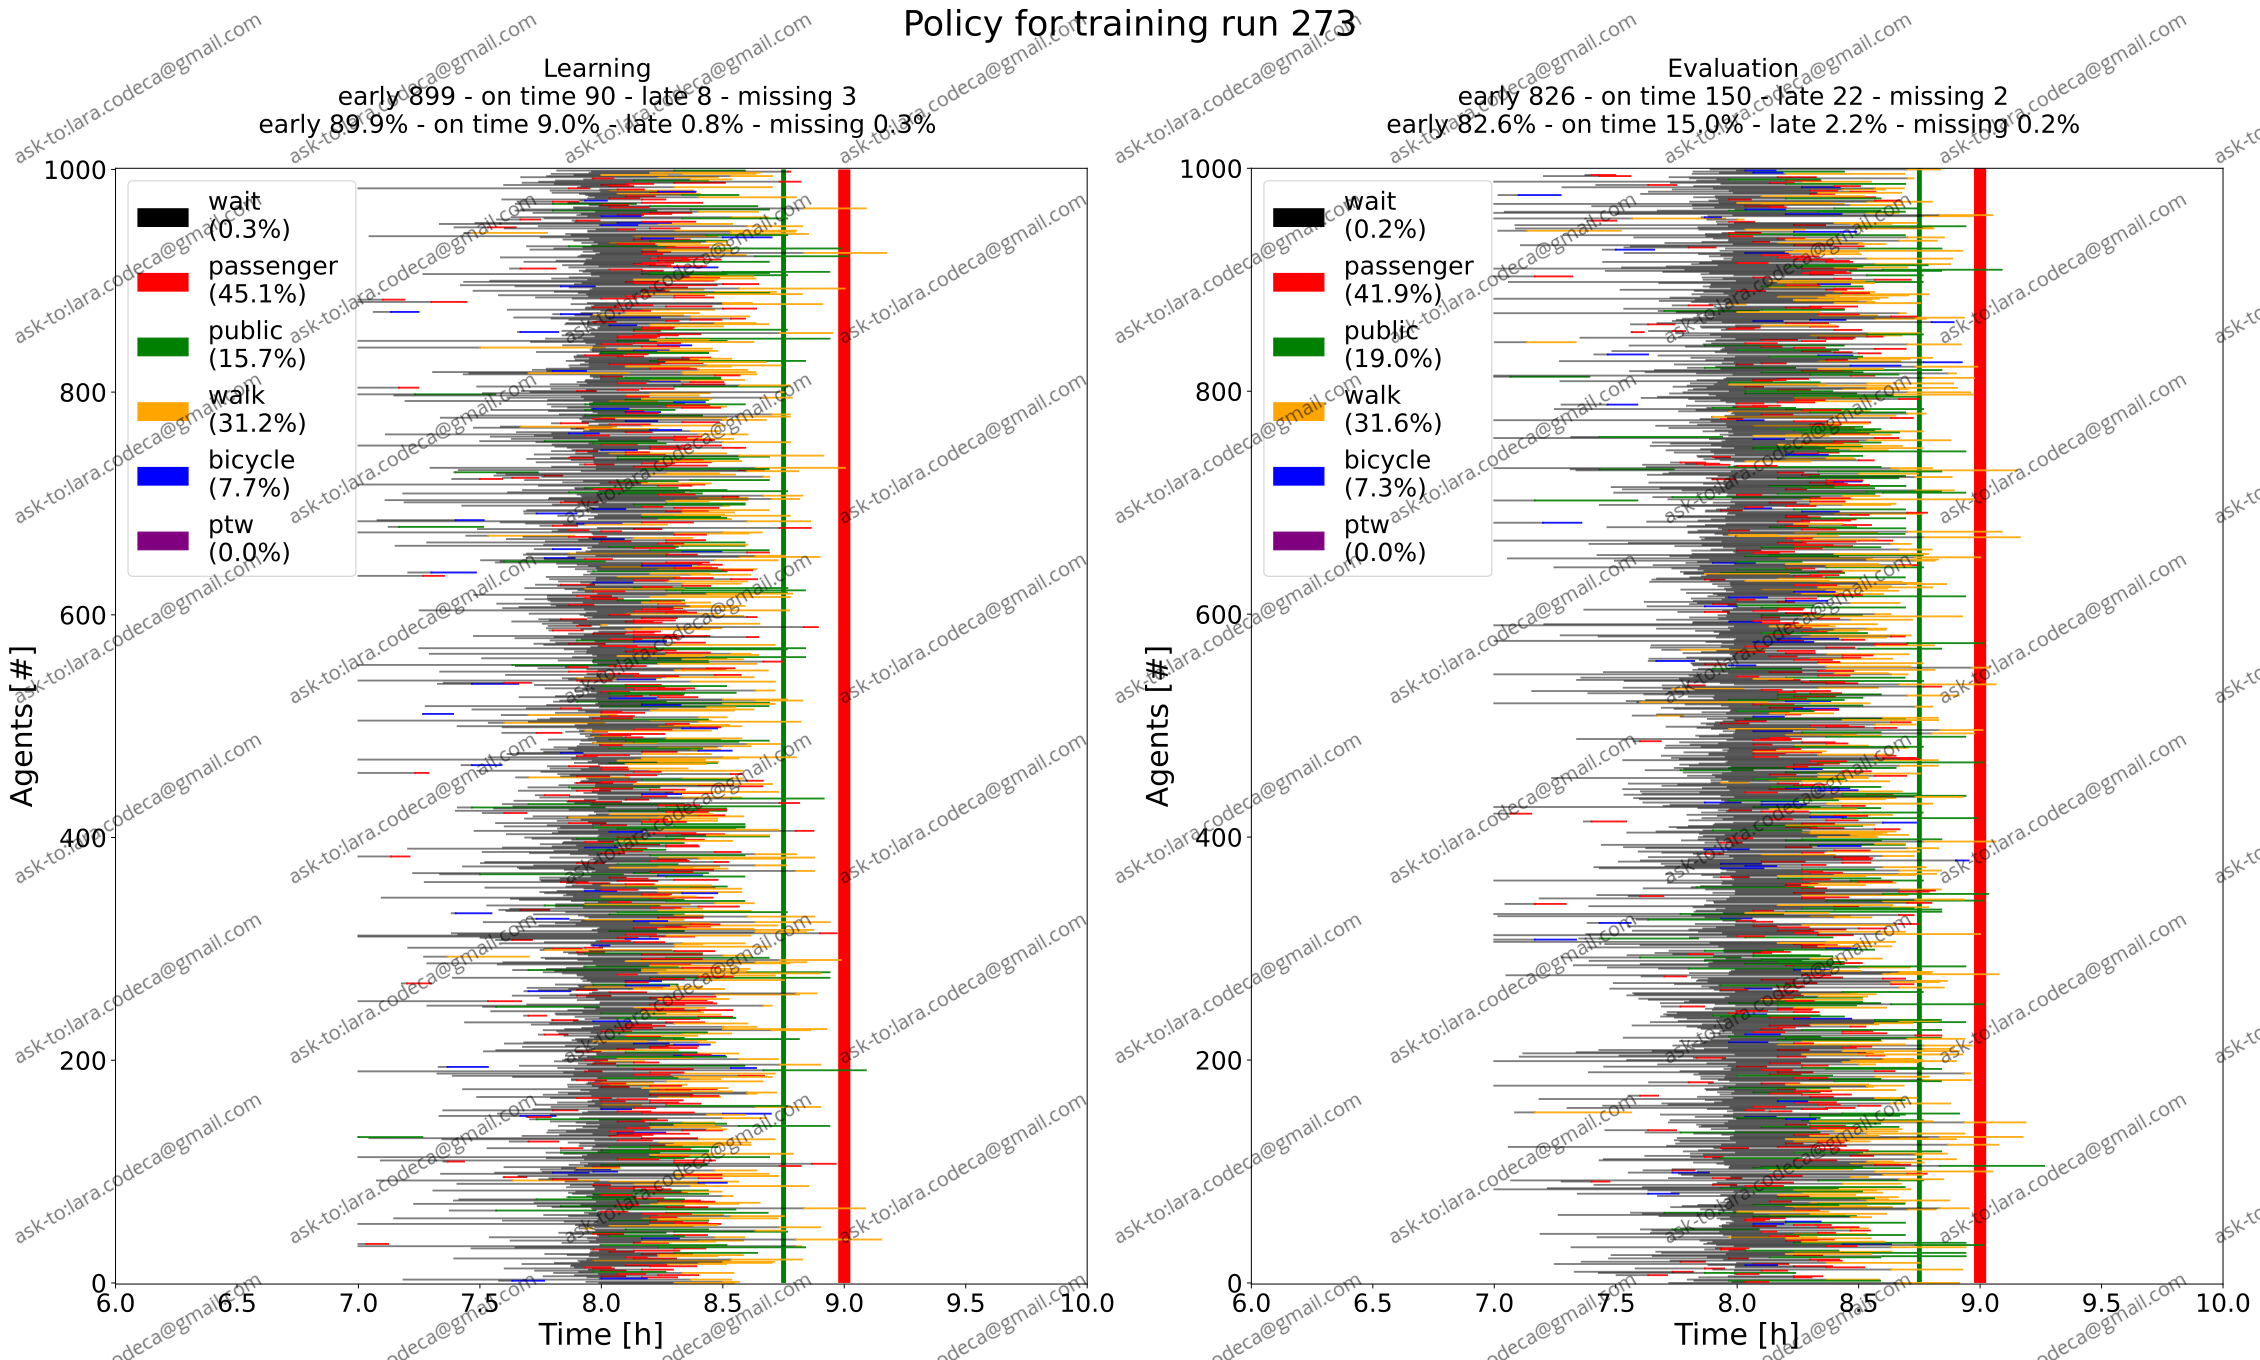 Policy for training run 273
Learning
early 899 - on time 90 - late 8 - missing 3
early 89.9% - on time 9.0% - late 0.8% - missing 0.3%
1000
800
600
400
200
0
Agents [#]
wait
(0.3%)
passenger
(45.1%)
public
(15.7%)
walk
(31.2%)
bicycle
(7.7%)
ptw
(0.0%)
6.0 6.5 7.0 7.5 8.0 8.5 9.0 9.5 10.0
Time [h]
Evaluation
early 826 - on time 150 - late 22 - missing 2
early 82.6% - on time 15.0% - late 2.2% - missing 0.2%
1000
800
600
400
200
0
Agents [#]
wait
(0.2%)
passenger
(41.9%)
public
(19.0%)
walk
(31.6%)
bicycle
(7.3%)
ptw
(0.0%)
6.0 6.5 7.0 7.5 8.0 8.5 9.0 9.5 10.0
Time [h]
ask-to:lara.codeca@gmail.com